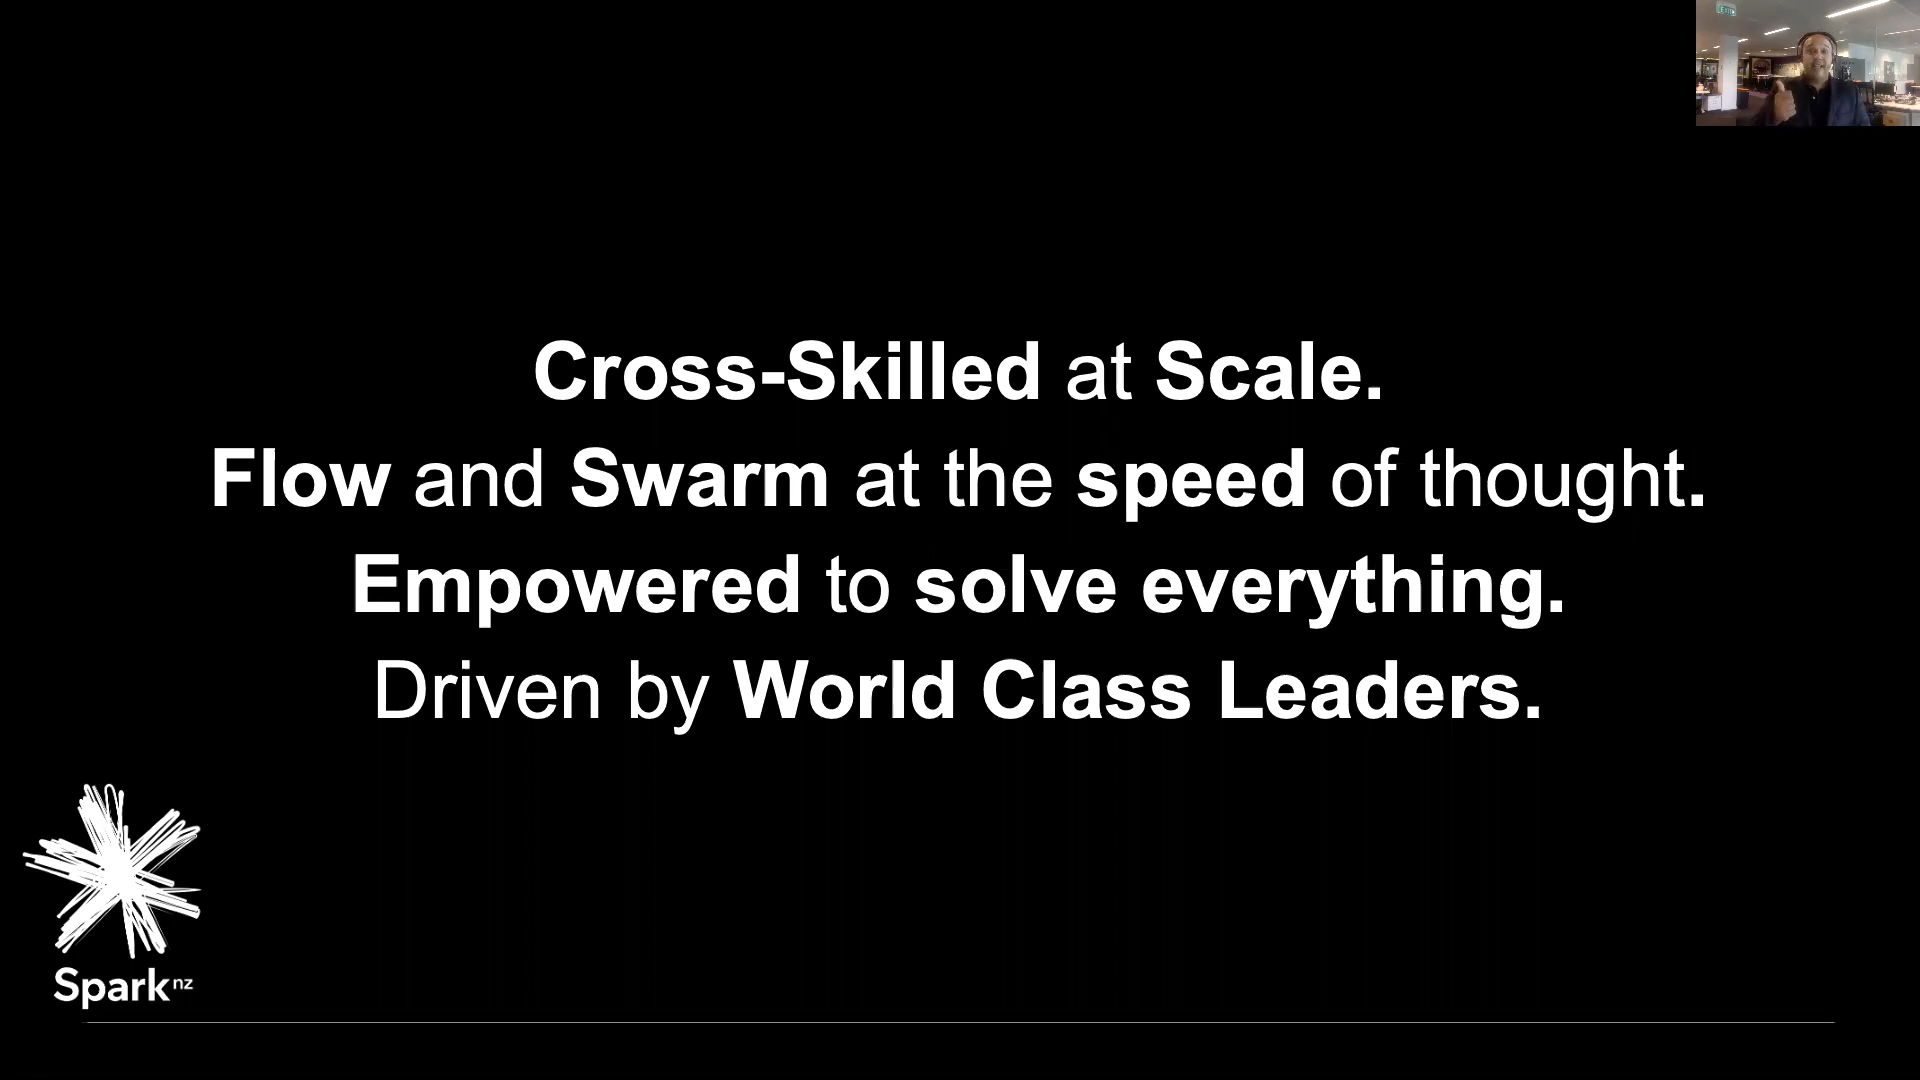 EXIT
Cross-Skilled at Scale.
Flow and Swarm at the speed of thought.
Empowered to solve everything.
Driven by World Class Leaders.
Spark nz